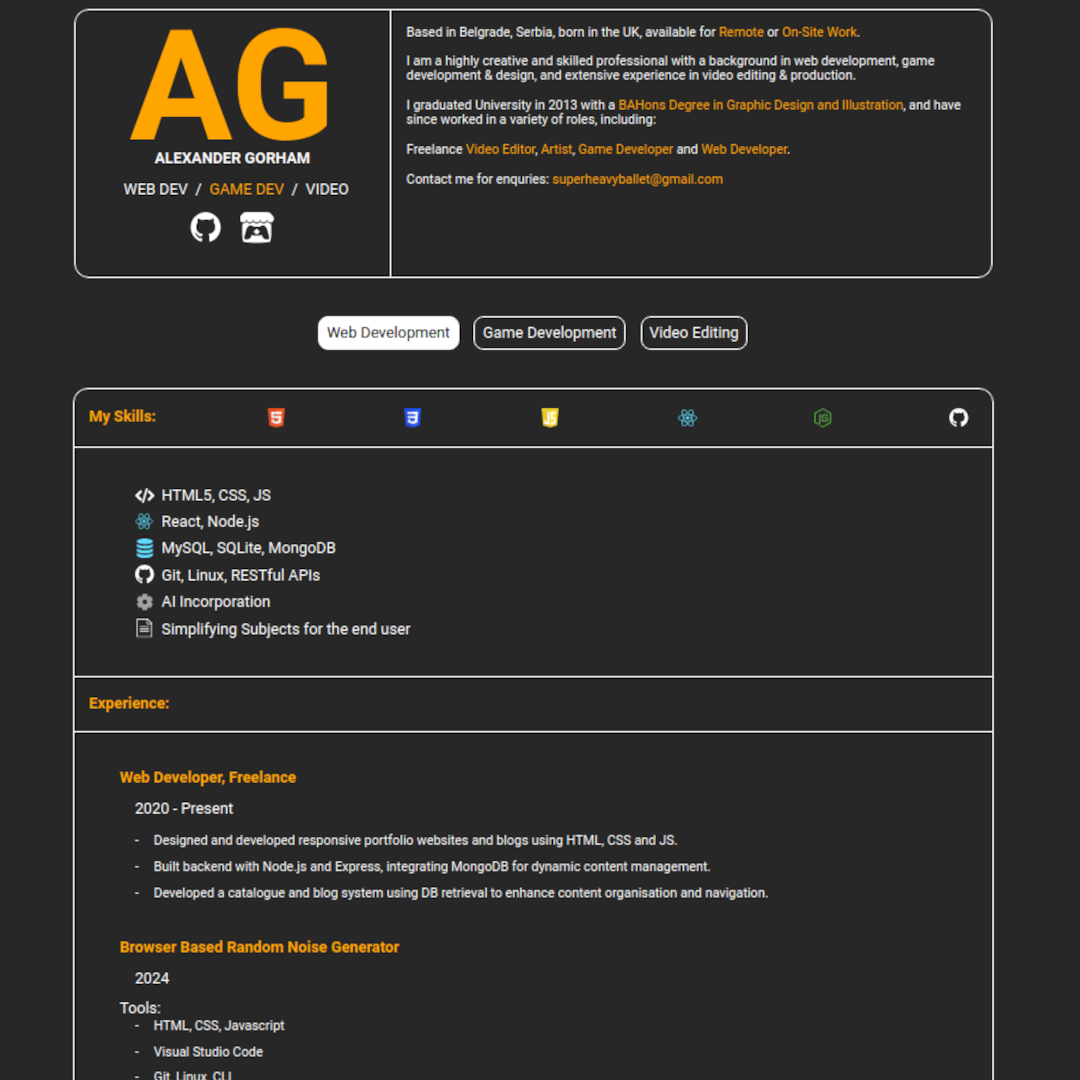 AG
ALEXANDER GORHAM
WEB DEV / GAME DEV / VIDEO
Based in Belgrade, Serbia, born in the UK, available for Remote or On-Site Work.
I am a highly creative and skilled professional with a background in web development, game
development & design, and extensive experience in video editing & production.
I graduated University in 2013 with a BAHons Degree in Graphic Design and Illustration, and have
since worked in a variety of roles, including:
Freelance Video Editor, Artist, Game Developer and Web Developer.
Contact me for enquries: superheavyballet@gmail.com
Web Development Game Development Video Editing
My Skills: 5 3 JS JS
HTML5, CSS, JS
React, Node.js
MySQL, SQLite, MongoDB
Git, Linux, RESTful APIs
AI Incorporation
Simplifying Subjects for the end user
Experience:
Web Developer, Freelance
2020 - Present
- Designed and developed responsive portfolio websites and blogs using HTML, CSS and JS.
- Built backend with Node.js and Express, integrating MongoDB for dynamic content management.
- Developed a catalogue and blog system using DB retrieval to enhance content organisation and navigation.
Browser Based Random Noise Generator
2024
Tools:
- HTML, CSS, Javascript
- Visual Studio Code
- Git, Linux, CLI